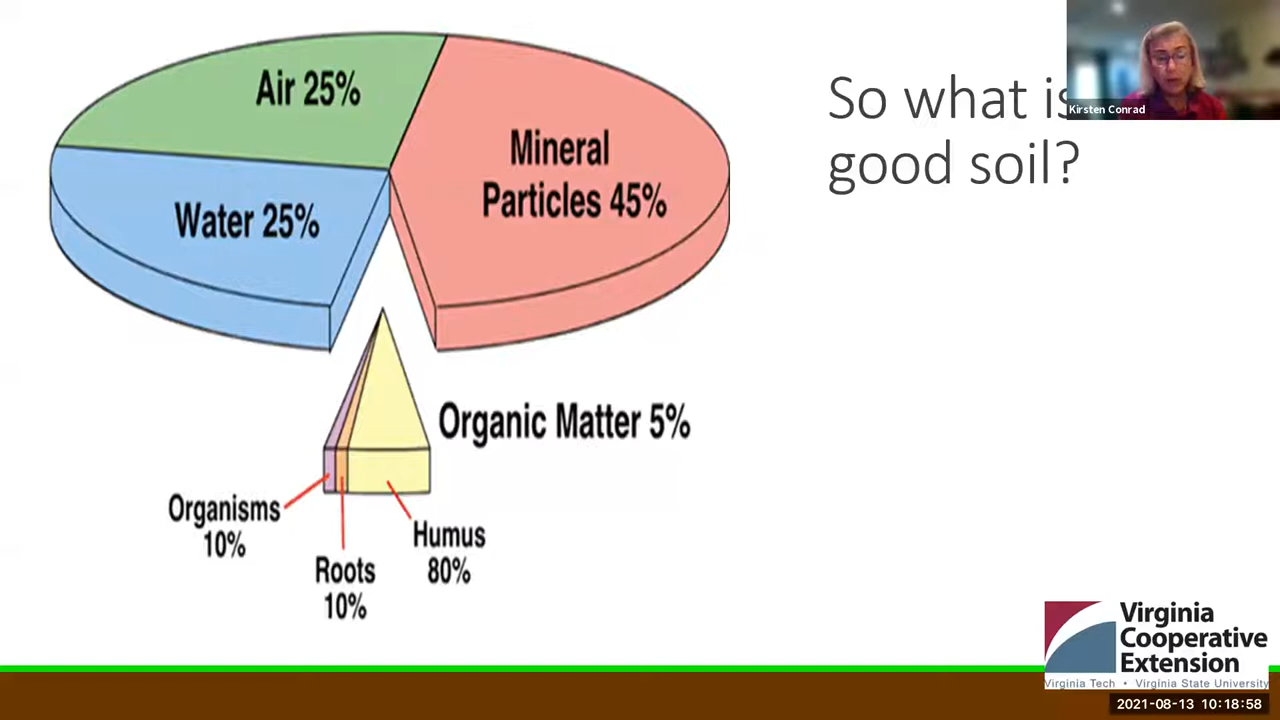 Air 25%
Mineral
Particles 45%
Water 25%
Organic Matter 5%
Organisms
10%
Roots
10%
Humus
80%
So what is
good soil?
Kirsten Conrad
Virginia
Cooperative
Extension
Virginia Tech • Virginia State University
2021-08-13 10:18:58